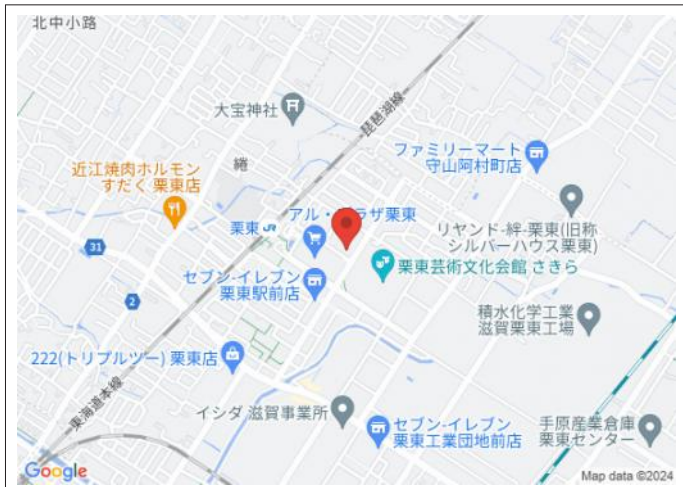 北中小路
大宝神社
琵琶湖線
ファミリーマート
守山阿村町店
近江焼肉ホルモン
すだく 栗東店
綣
アル・プラザ栗東
栗東
リヤンド-絆-栗東(旧称
シルバーハウス栗東)
31
栗東芸術文化会館 さきら
セブン-イレブン
栗東駅前店
2
積水化学工業
滋賀栗東工場
222(トリプルツー) 栗東店
東海道本線
イシダ 滋賀事業所
セブン-イレブン
栗東工業団地前店
手原産業倉庫
栗東センター
Google
Map data ©2024